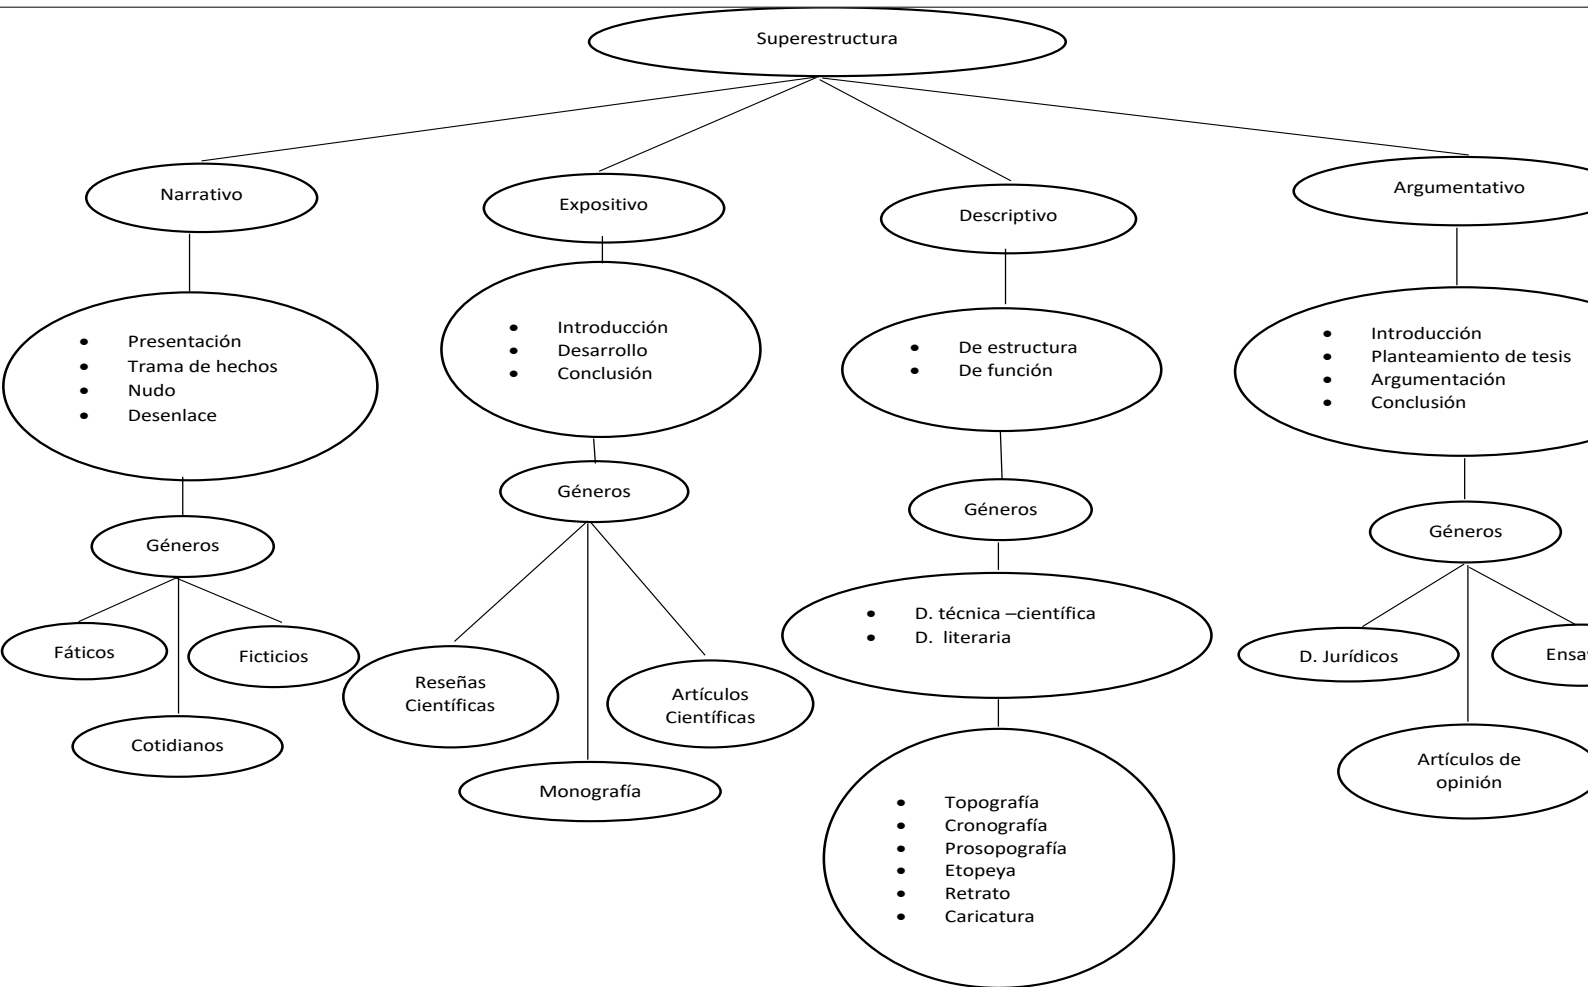 Superestructura
Narrativo
Expositivo
Descriptivo
Argumentativo
• Presentación
• Trama de hechos
• Nudo
• Desenlace
• Introducción
• Desarrollo
• Conclusión
• De estructura
• De función
• Introducción
• Planteamiento de tesis
• Argumentación
• Conclusión
Géneros
Géneros
Géneros
Géneros
Fáticos
Ficticios
Cotidianos
Reseñas
Científicas
Artículos
Científicas
Monografía
• D. técnica –científica
• D. literaria
• Topografía
• Cronografía
• Prosopografía
• Etopeya
• Retrato
• Caricatura
D. Jurídicos
Artículos de
opinión